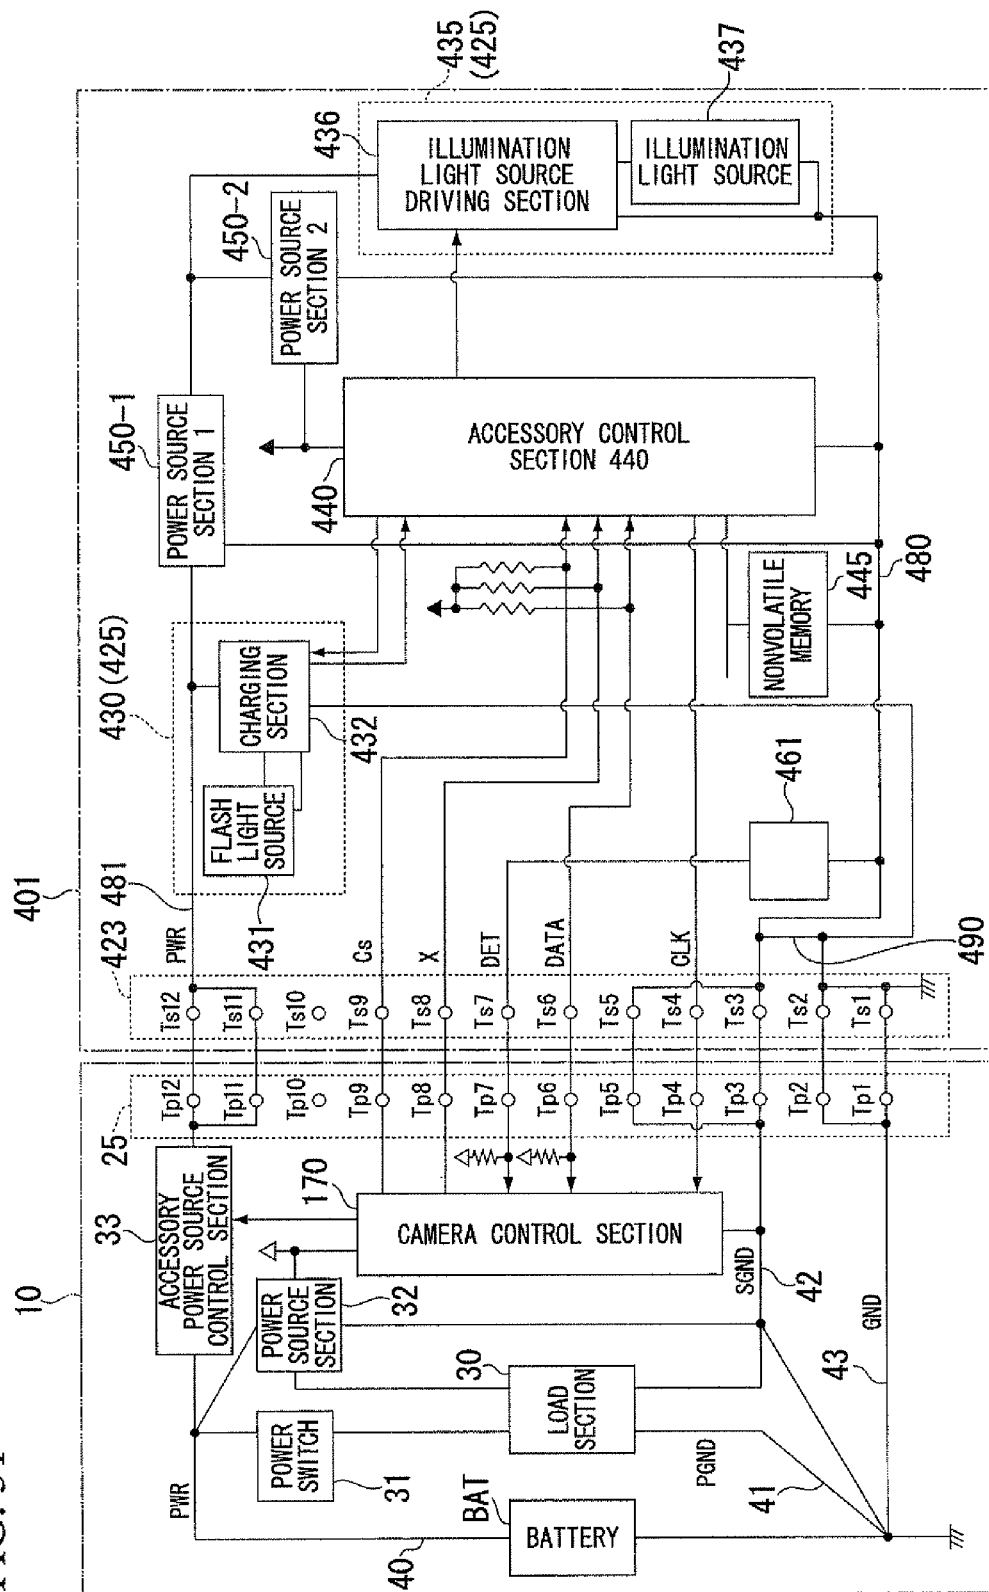 10
401
33
ACCESSORY
POWER SOURCE
CONTROL SECTION
25
423
PWR
481
430 (425)
450-1
POWER SOURCE
SECTION 1
450-2
POWER SOURCE
SECTION 2
436
435
(425)
437
ILLUMINATION
LIGHT SOURCE
DRIVING SECTION
ILLUMINATION
LIGHT SOURCE
PWR
POWER
SWITCH
31
POWER
SOURCE
SECTION
32
170
CAMERA CONTROL SECTION
30
LOAD
SECTION
BAT
BATTERY
40
PGND
41
SGND
42
GND
43
Tp12
Tp11
Tp10
Tp9
Tp8
Tp7
Tp6
Tp5
Tp4
Tp3
Tp2
Tp1
Ts12
Ts11
Ts10
Ts9
Ts8
Ts7
Ts6
Ts5
Ts4
Ts3
Ts2
Ts1
Cs
X
DET
DATA
CLK
FLASH
LIGHT
SOURCE
431
CHARGING
SECTION
432
440
ACCESSORY CONTROL
SECTION 440
461
NONVOLATILE
MEMORY
445
480
490